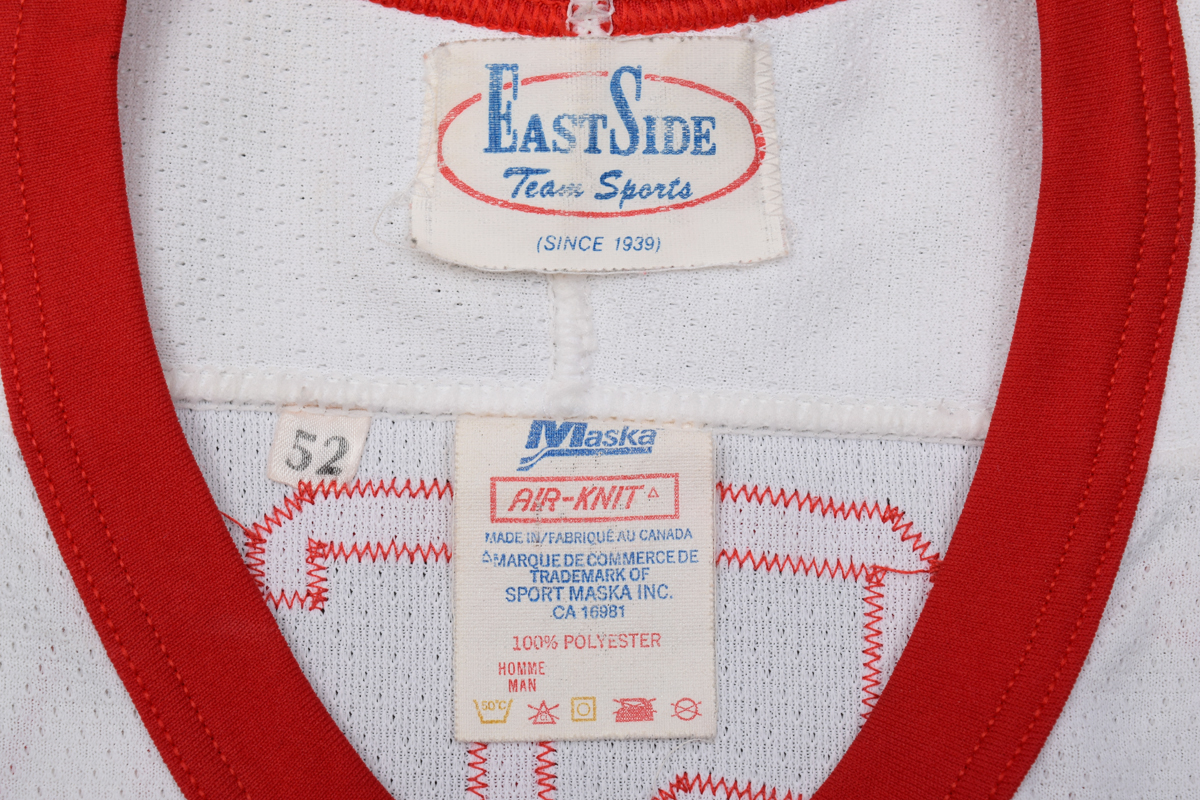 EASTSIDE
Team Sports
(SINCE 1939)
52
Maska
AIR-KNIT
MADE IN/FABRIQUÉ AU CANADA
MARQUE DE COMMERCE DE
TRADEMARK OF
SPORT MASKA INC.
CA 16981
100% POLYESTER
HOMME
MAN
50°C